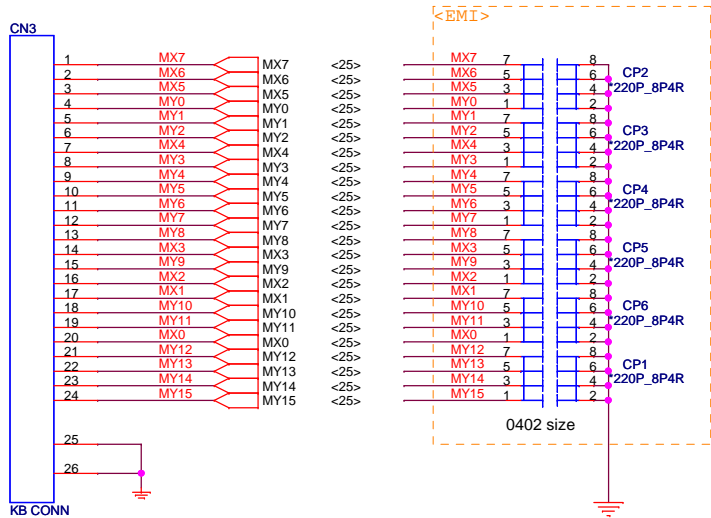 <EMI>
CN3
1 MX7 MX7 <25> MX7 7 8
2 MX6 MX6 <25> MX6 5 6 CP2
3 MX5 MX5 <25> MX5 3 4 *220P_8P4R
4 MY0 MY0 <25> MY0 1 2
5 MY1 MY1 <25> MY1 7 8
6 MY2 MY2 <25> MY2 5 6 CP3
7 MX4 MX4 <25> MX4 3 4 *220P_8P4R
8 MY3 MY3 <25> MY3 1 2
9 MY4 MY4 <25> MY4 7 8
10 MY5 MY5 <25> MY5 5 6 CP4
11 MY6 MY6 <25> MY6 3 4 *220P_8P4R
12 MY7 MY7 <25> MY7 1 2
13 MY8 MY8 <25> MY8 7 8
14 MX3 MX3 <25> MX3 5 6 CP5
15 MY9 MY9 <25> MY9 3 4 *220P_8P4R
16 MX2 MX2 <25> MX2 1 2
17 MX1 MX1 <25> MX1 7 8
18 MY10 MY10 <25> MY10 5 6 CP6
19 MY11 MY11 <25> MY11 3 4 *220P_8P4R
20 MX0 MX0 <25> MX0 1 2
21 MY12 MY12 <25> MY12 7 8
22 MY13 MY13 <25> MY13 5 6 CP1
23 MY14 MY14 <25> MY14 3 4 *220P_8P4R
24 MY15 MY15 <25> MY15 1 2
0402 size
25
26
KB CONN